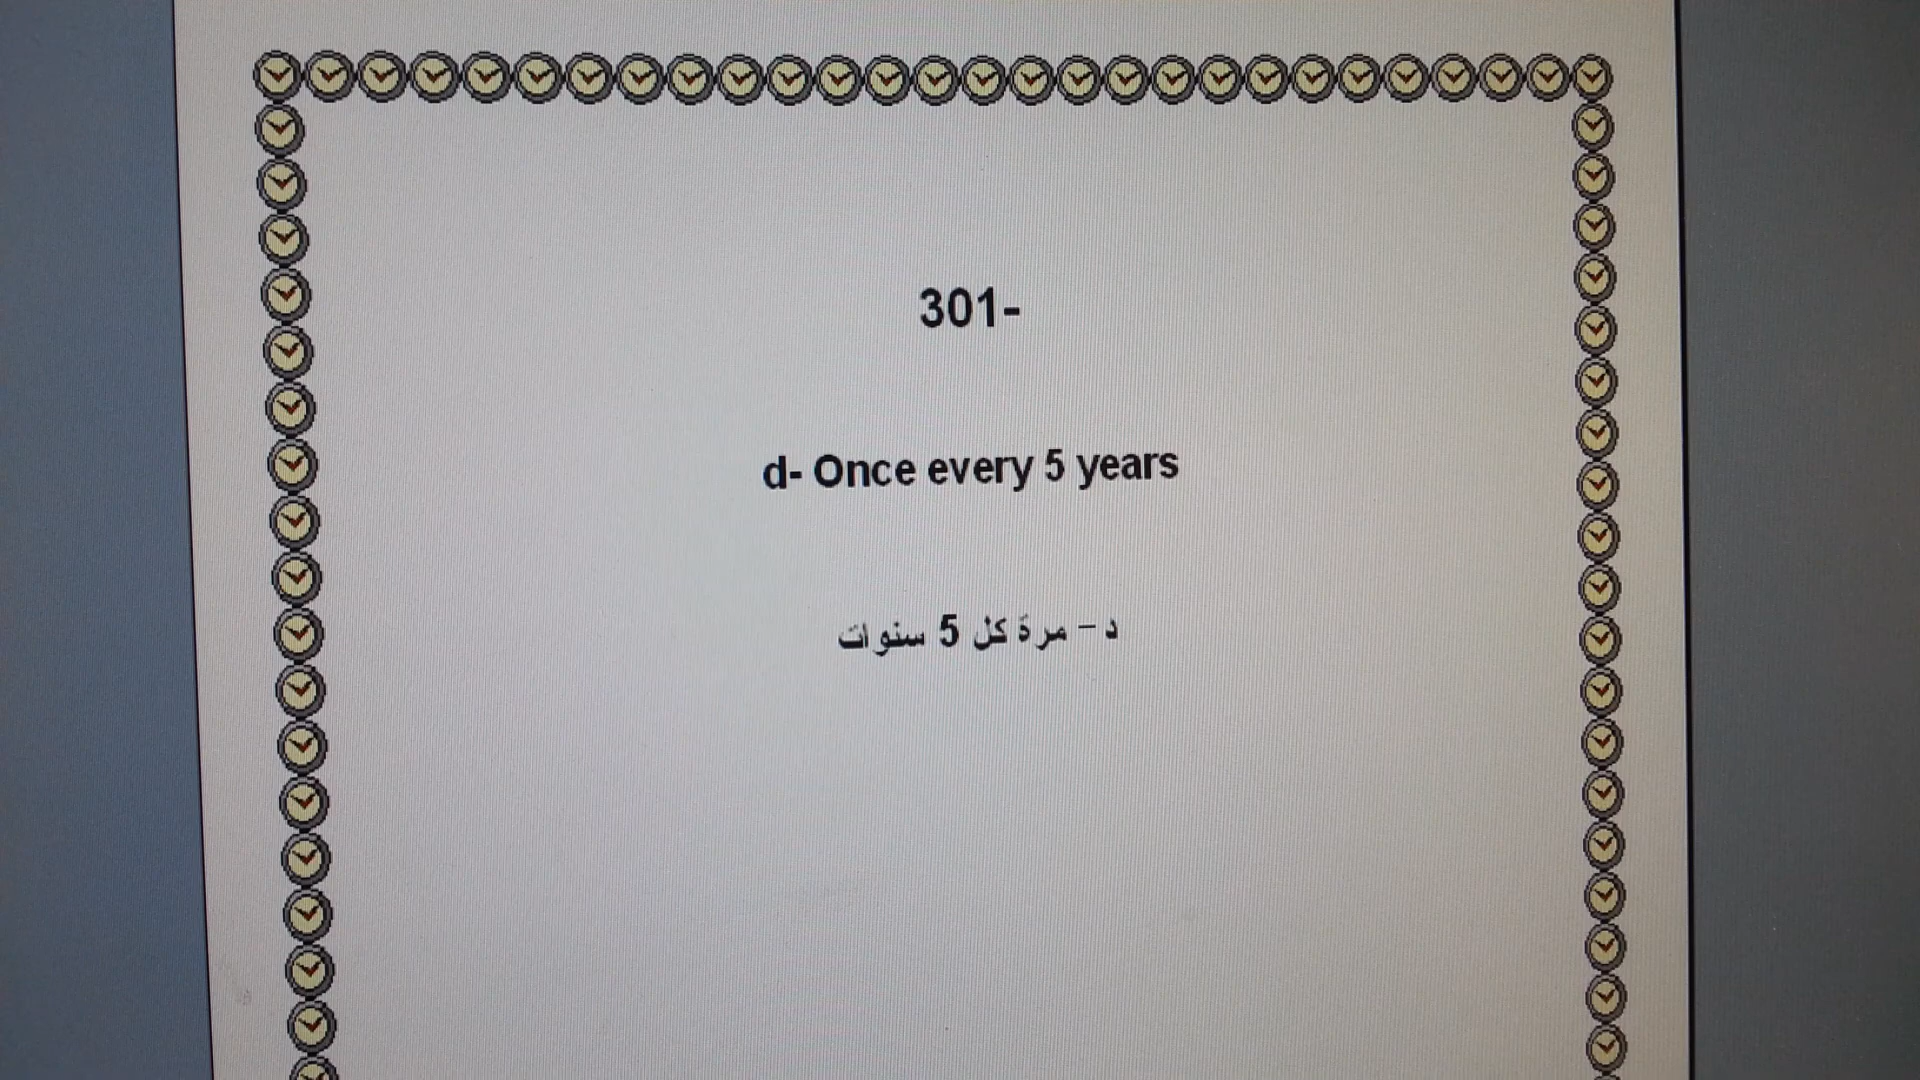 301-
d- Once every 5 years
د – مرة كل 5 سنوات